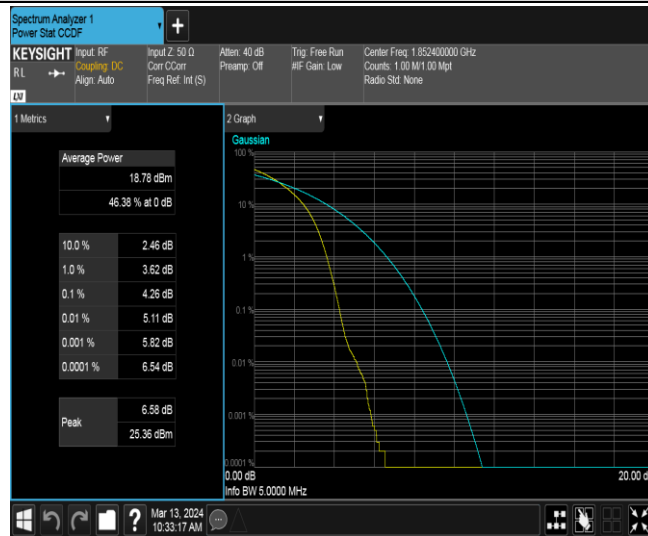 Spectrum Analyzer 1
Power Stat CCDF
+
KEYSIGHT
RL
LXI
Input: RF
Coupling: DC
Align: Auto
Input Z: 50 Ω
Corr CCorr
Freq Ref: Int (S)
Atten: 40 dB
Preamp: Off
Trig: Free Run
#IF Gain: Low
Center Freq: 1.852400000 GHz
Counts: 1.00 M/1.00 Mpt
Radio Std: None
1 Metrics
Average Power
18.78 dBm
46.38 % at 0 dB
10.0 % 2.46 dB
1.0 % 3.62 dB
0.1 % 4.26 dB
0.01 % 5.11 dB
0.001 % 5.82 dB
0.0001 % 6.54 dB
Peak
6.58 dB
25.36 dBm
2 Graph
Gaussian
100 %
10 %
1 %
0.1 %
0.01 %
0.001 %
0.0001 %
0.00 dB
20.00 d
Info BW 5.0000 MHz
?
Mar 13, 2024
10:33:17 AM